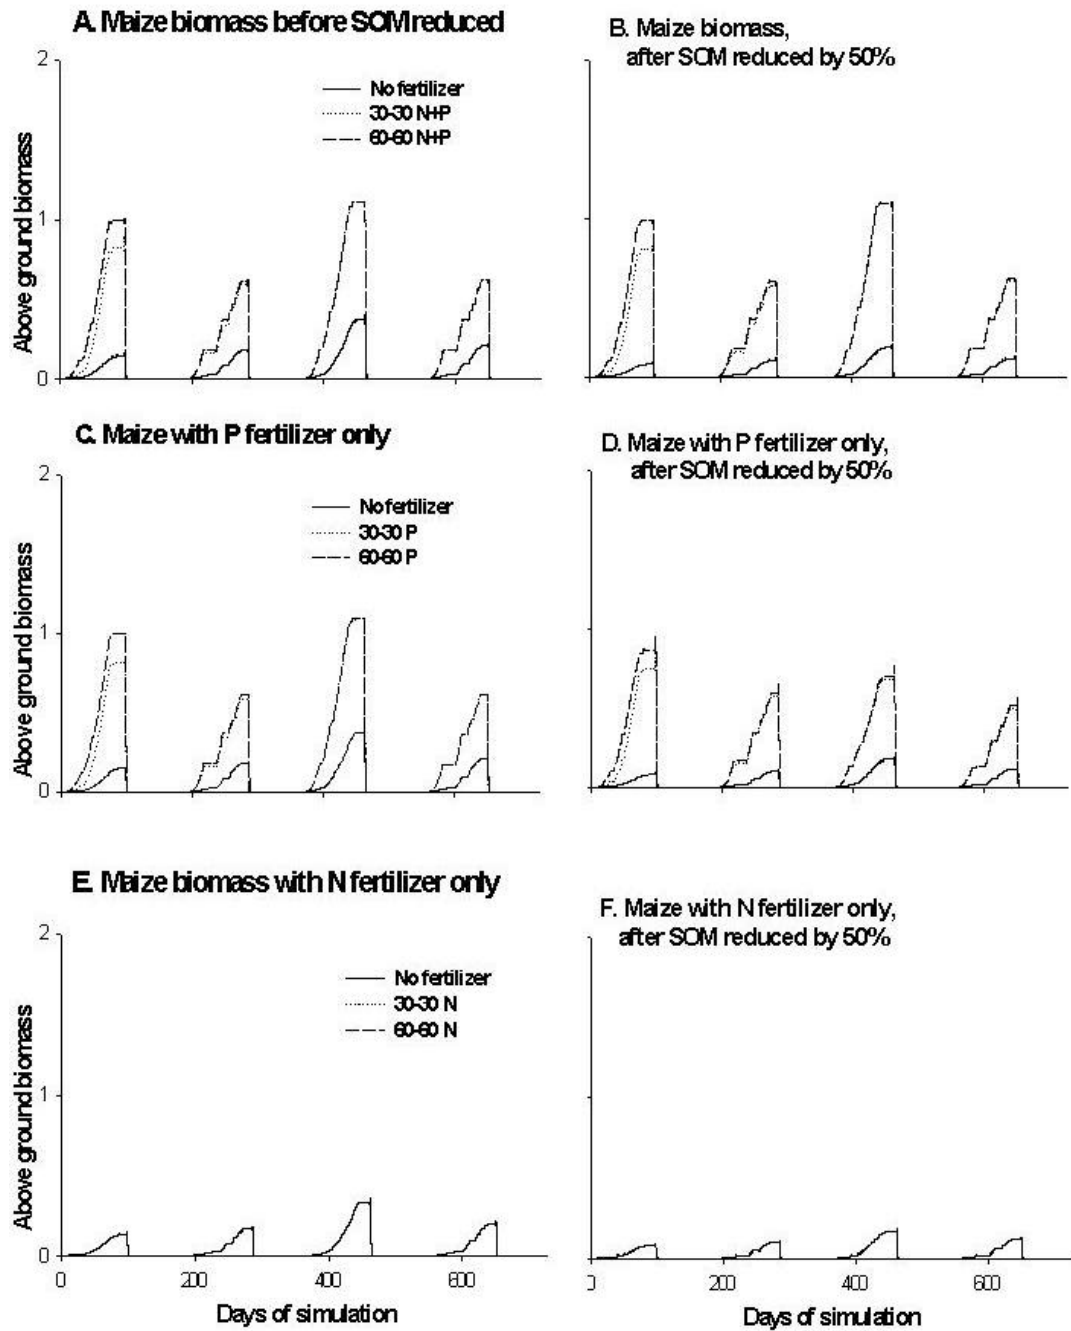 A. Maize biomass before SOM reduced
B. Maize biomass,
after SOM reduced by 50%
2
No fertilizer
30-30 N+P
60-60 N+P
Above ground biomass
1
0
C. Maize with P fertilizer only
D. Maize with P fertilizer only,
after SOM reduced by 50%
2
No fertilizer
30-30 P
60-60 P
Above ground biomass
1
0
E. Maize biomass with N fertilizer only
F. Maize with N fertilizer only,
after SOM reduced by 50%
2
No fertilizer
30-30 N
60-60 N
Above ground biomass
1
0
0 200 400 600
0 200 400 600
Days of simulation
Days of simulation